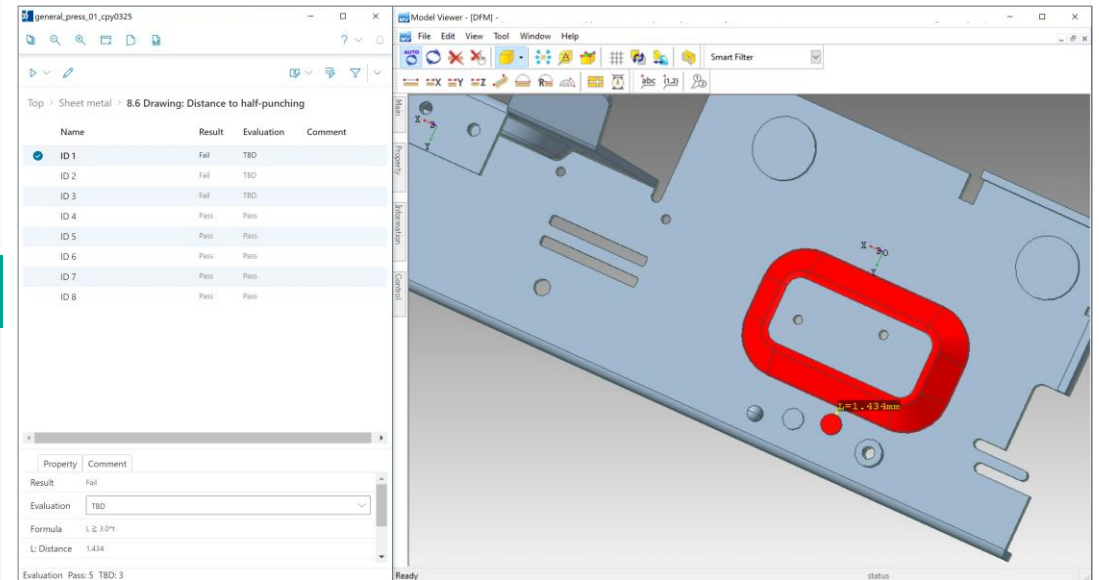 general_press_01_cpy0325
Top > Sheet metal > 8.6 Drawing: Distance to half-punching
Name Result Evaluation Comment
ID 1 Fail TBD
ID 2 Fail TBD
ID 3 Fail TBD
ID 4 Pass Pass
ID 5 Pass Pass
ID 6 Pass Pass
ID 7 Pass Pass
ID 8 Pass Pass
Property Comment
Result Fail
Evaluation TBD
Formula L ≧ 3.0*t
L: Distance 1.434
Evaluation Pass: 5 TBD: 3
Model Viewer - [DFM] -
File Edit View Tool Window Help
AUTO
Smart Filter
X Y Z R abc (1,2)
Main
Property
Information
Control
X
Y
X
Y
L=1.434mm
Ready status